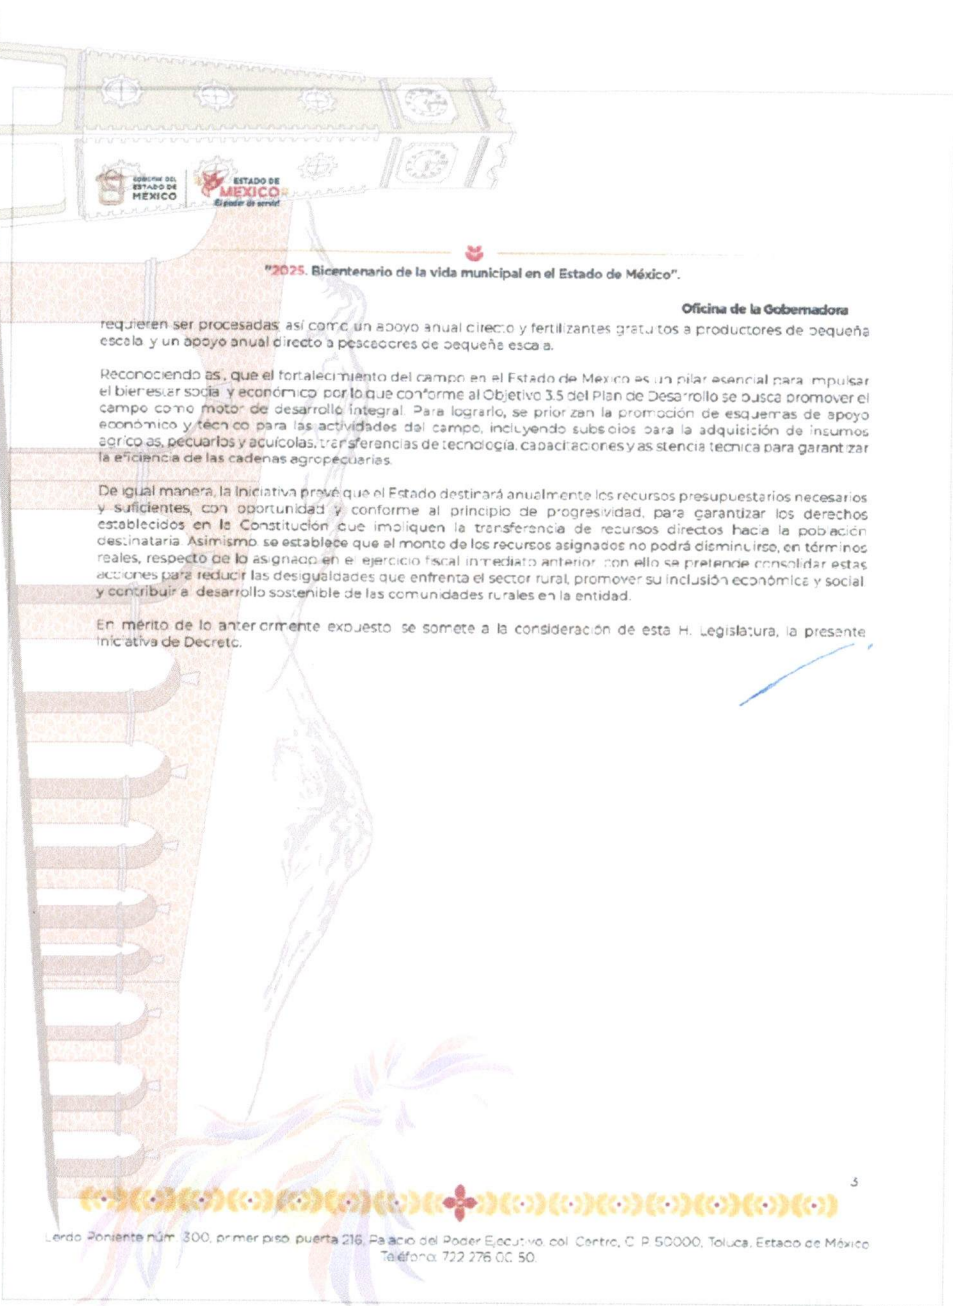 GOBIERNO DEL
ESTADO DE
MÉXICO
ESTADO DE
MÉXICO
¡El poder de servir!
"2025. Bicentenario de la vida municipal en el Estado de México".
Oficina de la Gobernadora
requieren ser procesadas, así como un apoyo anual directo y fertilizantes gratuitos a productores de pequeña
escala y un apoyo anual directo a pescadores de pequeña escala.
Reconociendo así, que el fortalecimiento del campo en el Estado de México es un pilar esencial para impulsar
el bienestar social y económico por lo que conforme al Objetivo 3.5 del Plan de Desarrollo se busca promover el
campo como motor de desarrollo integral. Para lograrlo, se priorizan la promoción de esquemas de apoyo
económico y técnico para las actividades del campo, incluyendo subsidios para la adquisición de insumos
agrícolas, pecuarios y acuícolas, transferencias de tecnología, capacitaciones y asistencia técnica para garantizar
la eficiencia de las cadenas agropecuarias.
De igual manera, la Iniciativa prevé que el Estado destinará anualmente los recursos presupuestarios necesarios
y suficientes, con oportunidad y conforme al principio de progresividad, para garantizar los derechos
establecidos en la Constitución que impliquen la transferencia de recursos directos hacia la población
destinataria. Asimismo, se establece que el monto de los recursos asignados no podrá disminuirse, en términos
reales, respecto de lo asignado en el ejercicio fiscal inmediato anterior, con ello se pretende consolidar estas
acciones para reducir las desigualdades que enfrenta el sector rural, promover su inclusión económica y social
y contribuir al desarrollo sostenible de las comunidades rurales en la entidad.
En mérito de lo anteriormente expuesto, se somete a la consideración de esta H. Legislatura, la presente
Iniciativa de Decreto.
3
Lerdo Poniente núm. 300, primer piso, puerta 216, Palacio del Poder Ejecutivo, col. Centro, C. P. 50000, Toluca, Estado de México.
Teléfono: 722 276 00 50.